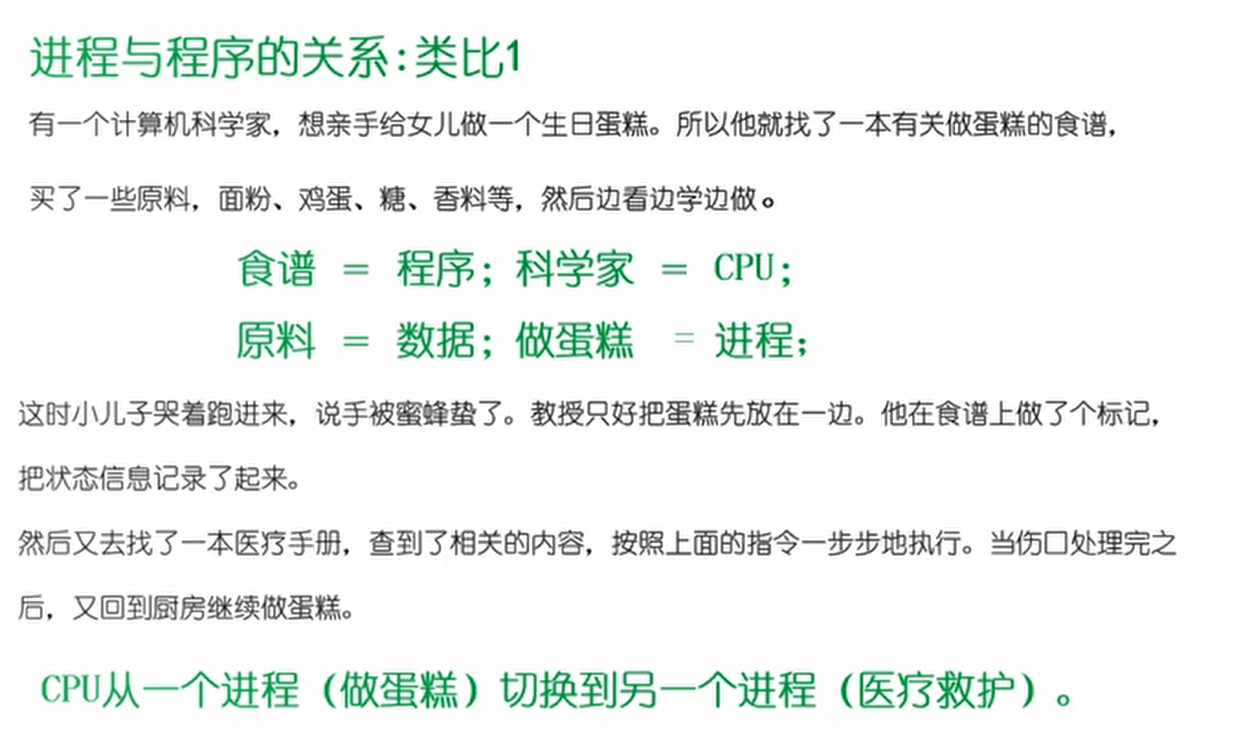 进程与程序的关系:类比1
有一个计算机科学家，想亲手给女儿做一个生日蛋糕。所以他就找了一本有关做蛋糕的食谱，
买了一些原料，面粉、鸡蛋、糖、香料等，然后边看边学边做。
食谱 = 程序; 科学家 = CPU;
原料 = 数据; 做蛋糕 = 进程;
这时小儿子哭着跑进来，说手被蜜蜂蛰了。教授只好把蛋糕先放在一边。他在食谱上做了个标记，
把状态信息记录了起来。
然后又去找了一本医疗手册，查到了相关的内容，按照上面的指令一步步地执行。当伤口处理完之
后，又回到厨房继续做蛋糕。
CPU从一个进程（做蛋糕）切换到另一个进程（医疗救护）。